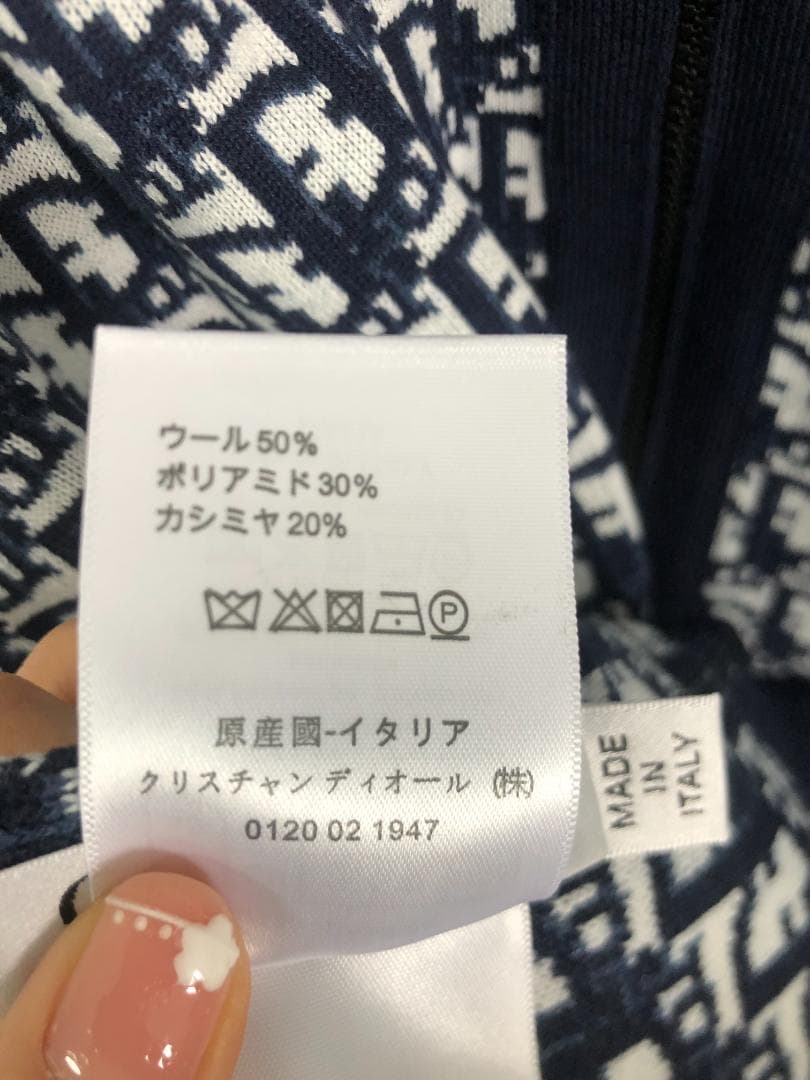 ウール50%
ポリアミド30%
カシミヤ20%
P
原産國-イタリア
クリスチャン ディオール (株)
0120 02 1947
MADE
IN
ITALY